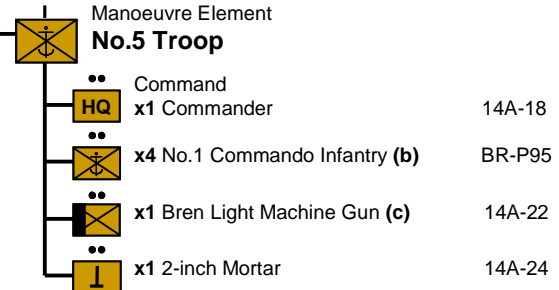 Manoeuvre Element
No.5 Troop
Command
HQ x1 Commander 14A-18
x4 No.1 Commando Infantry (b) BR-P95
x1 Bren Light Machine Gun (c) 14A-22
x1 2-inch Mortar 14A-24